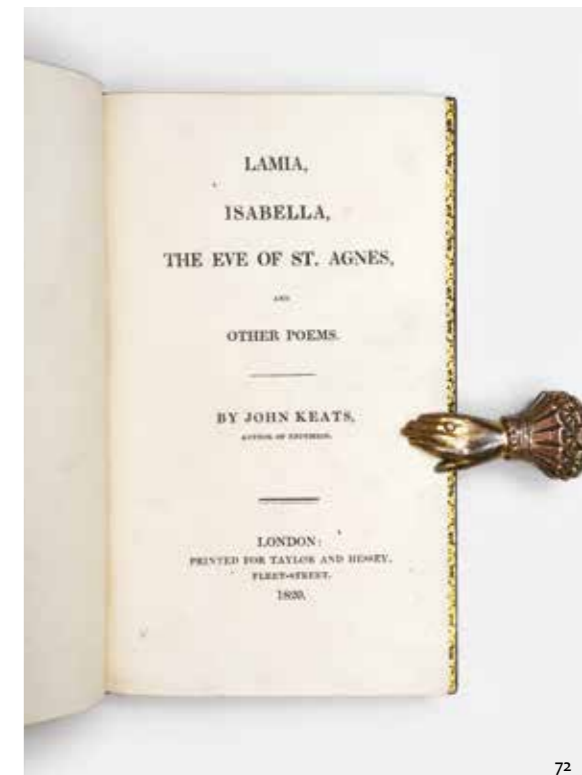 LAMIA,
ISABELLA,
THE EVE OF ST. AGNES,
AND
OTHER POEMS.
BY JOHN KEATS,
AUTHOR OF ENDYMION.
LONDON:
PRINTED FOR TAYLOR AND HESSEY,
FLEET-STREET.
1820.
72